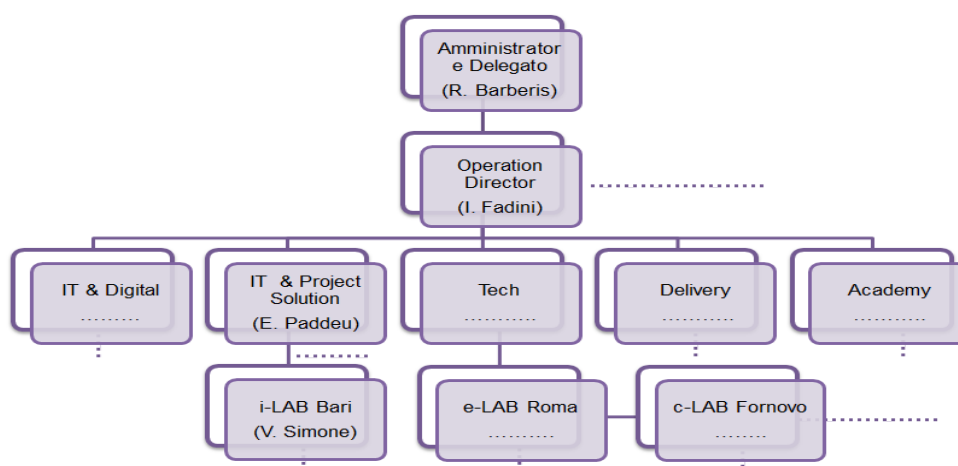 Amministrator
e Delegato
(R. Barberis)
Operation
Director
(I. Fadini)
IT & Digital
.........
IT & Project
Solution
(E. Paddeu)
Tech
..........
Delivery
..........
Academy
..........
i-LAB Bari
(V. Simone)
e-LAB Roma
..........
c-LAB Fornovo
........